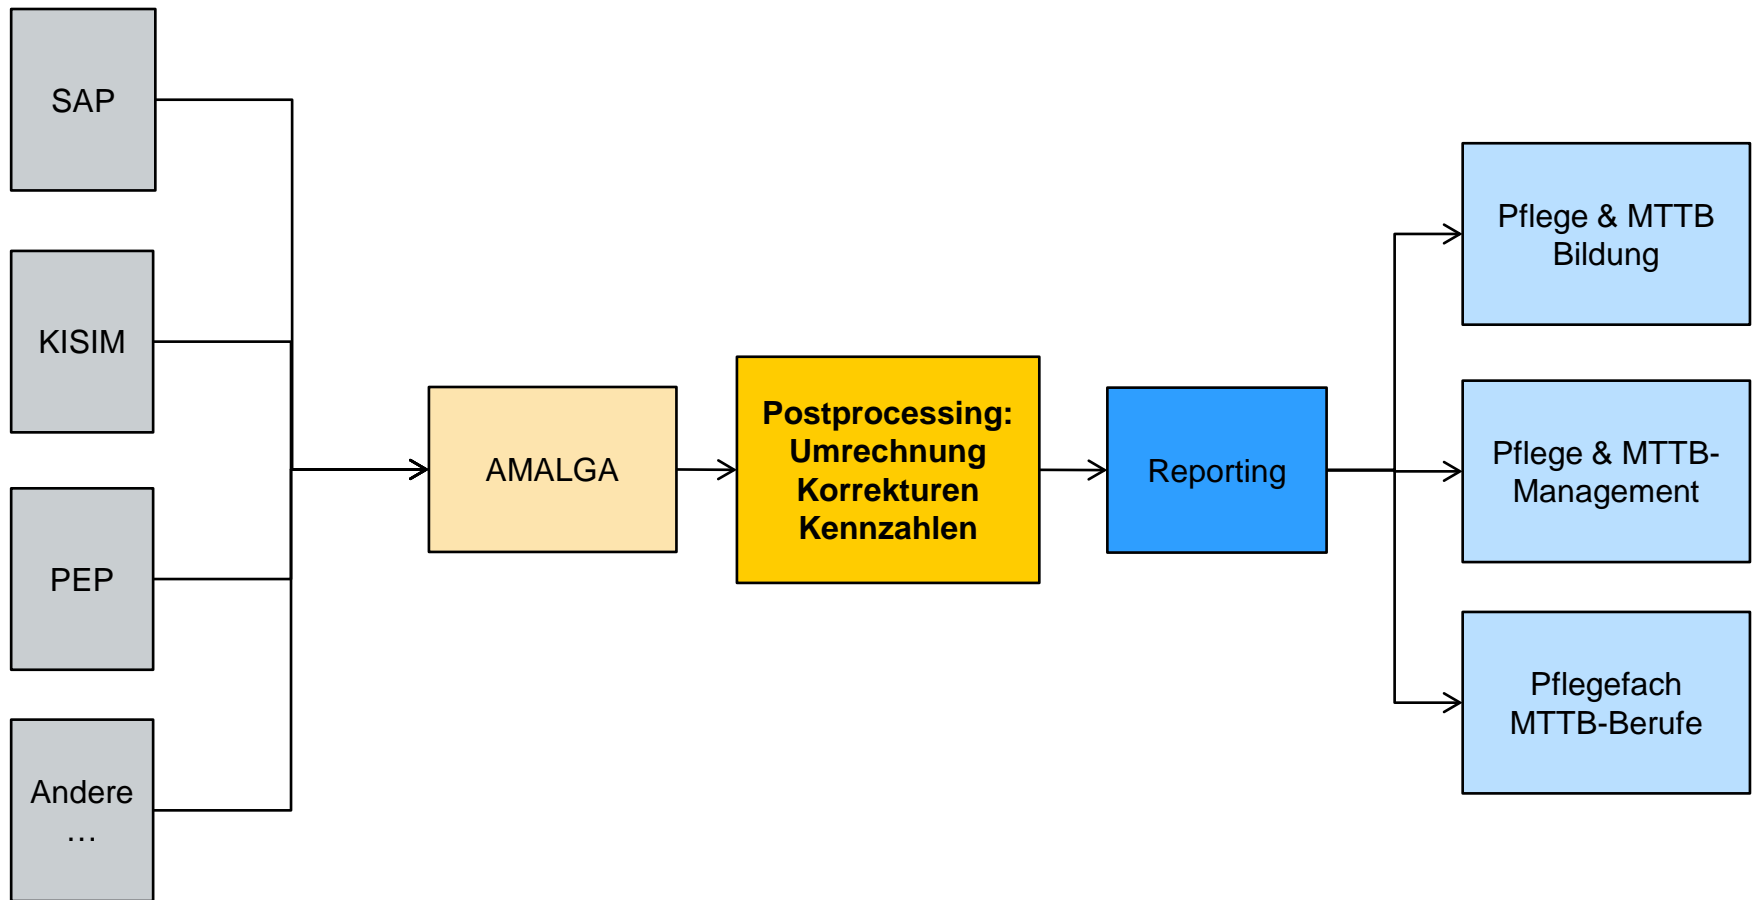 SAP
KISIM
PEP
Andere
…
AMALGA
Postprocessing:
Umrechnung
Korrekturen
Kennzahlen
Reporting
Pflege & MTTB
Bildung
Pflege & MTTB-
Management
Pflegefach
MTTB-Berufe